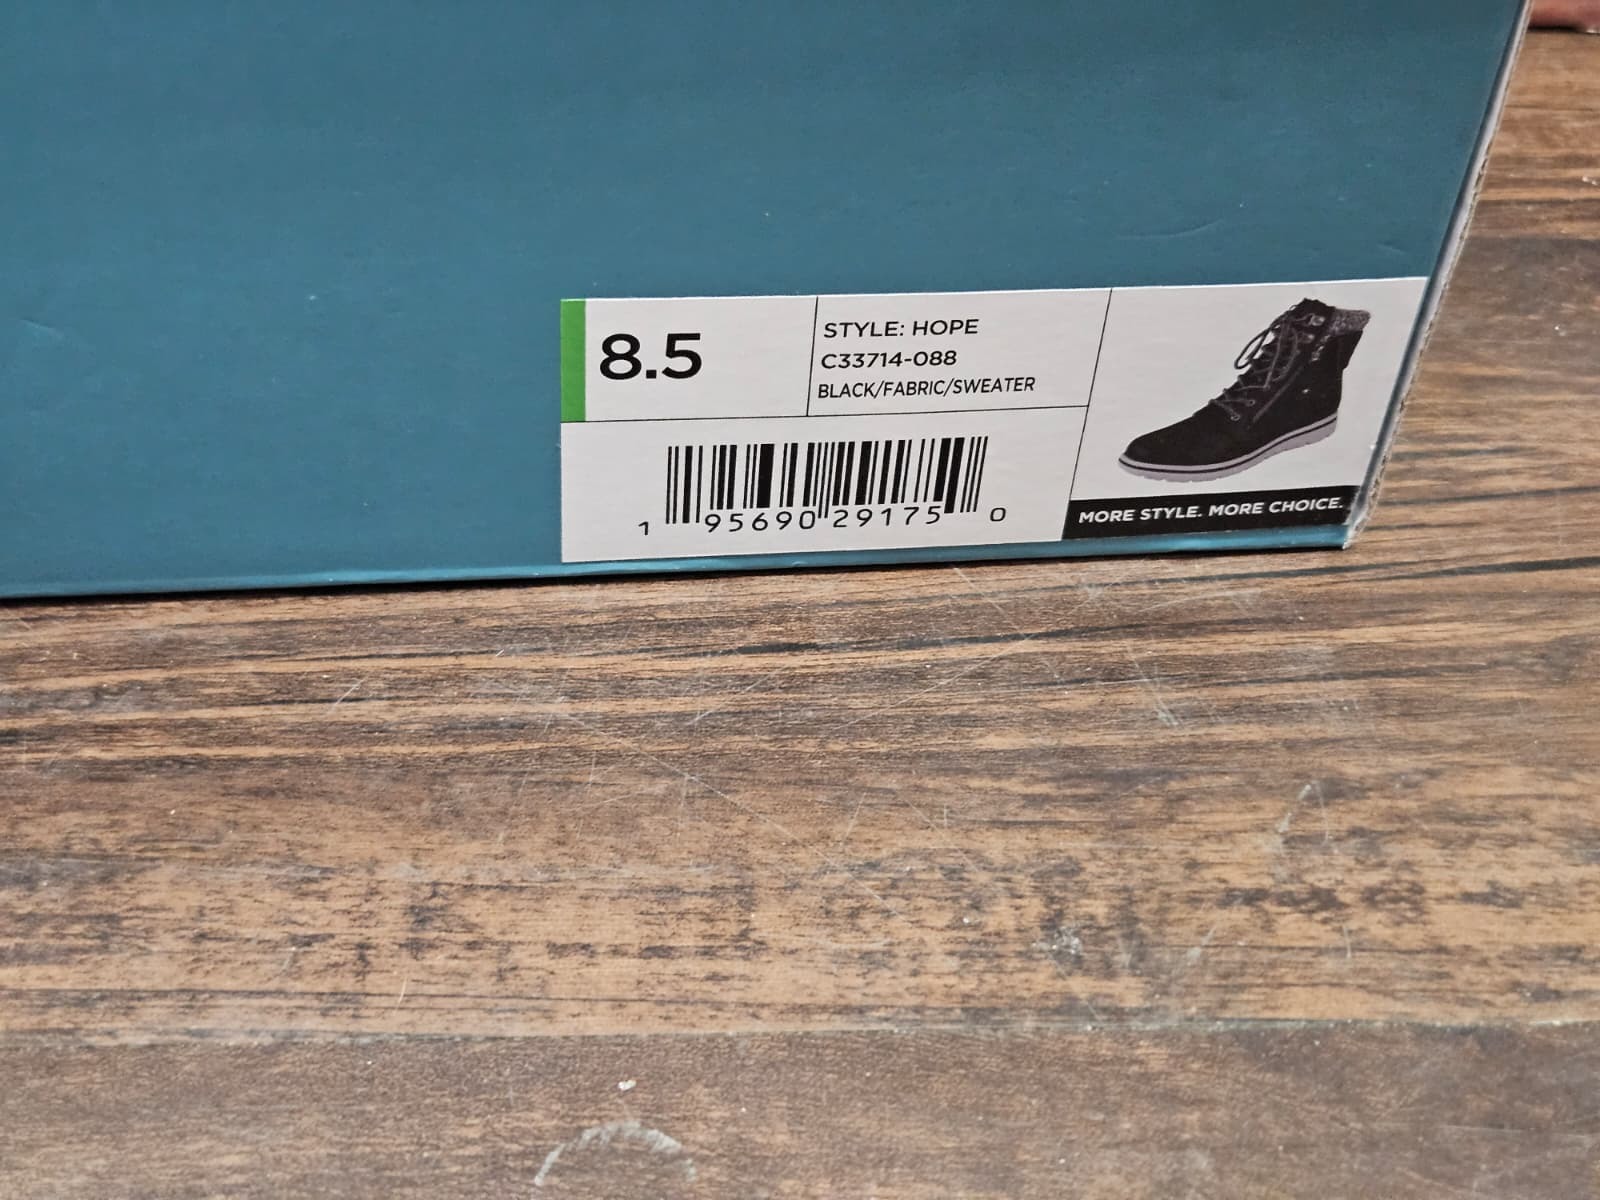 8.5
STYLE: HOPE
C33714-088
BLACK/FABRIC/SWEATER
1 95690 29175 0
MORE STYLE. MORE CHOICE.